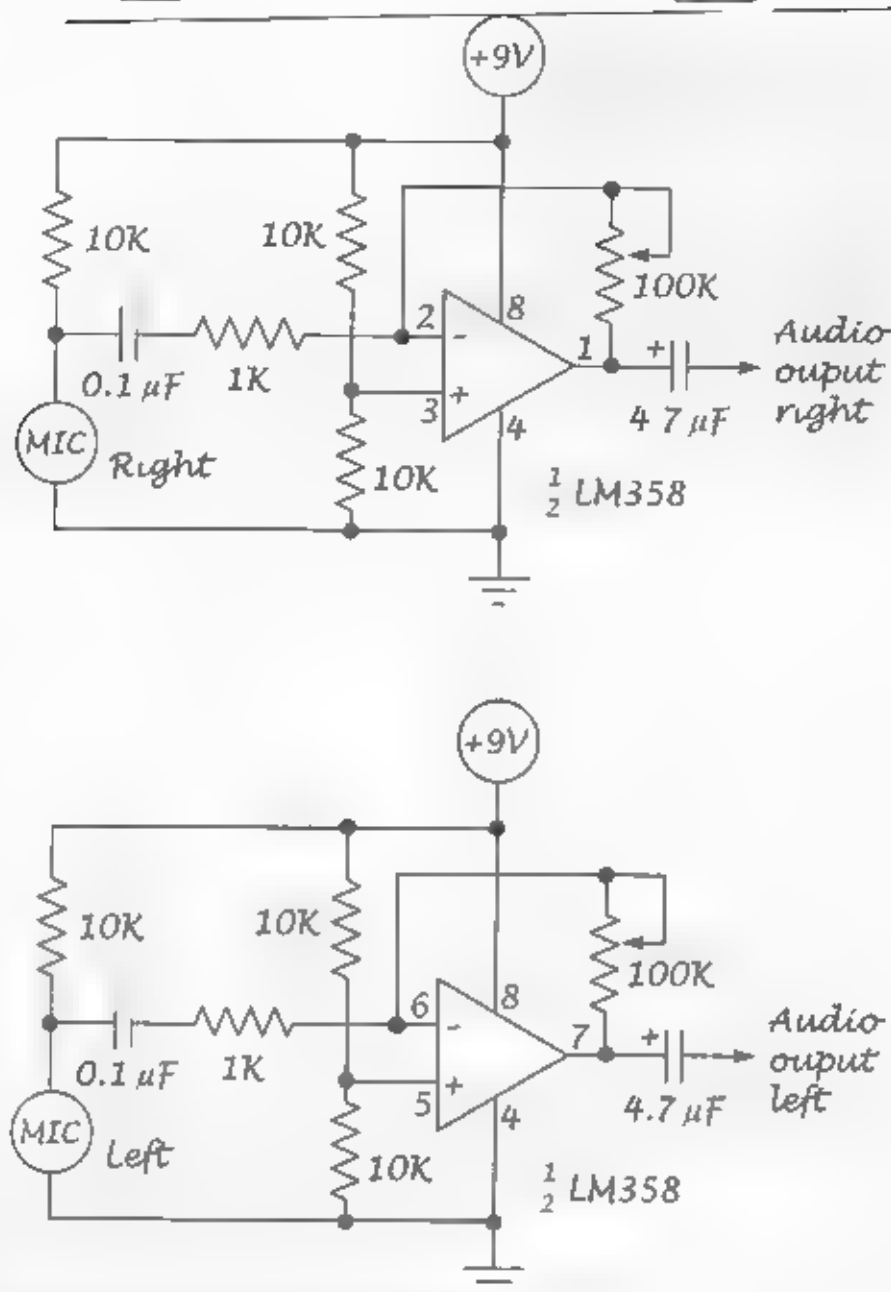 +9V
10K
10K
100K
2
8
0.1 µF
1K
1
+
Audio
ouput
right
3
+
4
4 7 µF
MIC
Right
10K
1/2 LM358
+9V
10K
10K
100K
6
8
0.1 µF
1K
7
+
Audio
ouput
left
5
+
4
4.7 µF
MIC
Left
10K
1/2 LM358